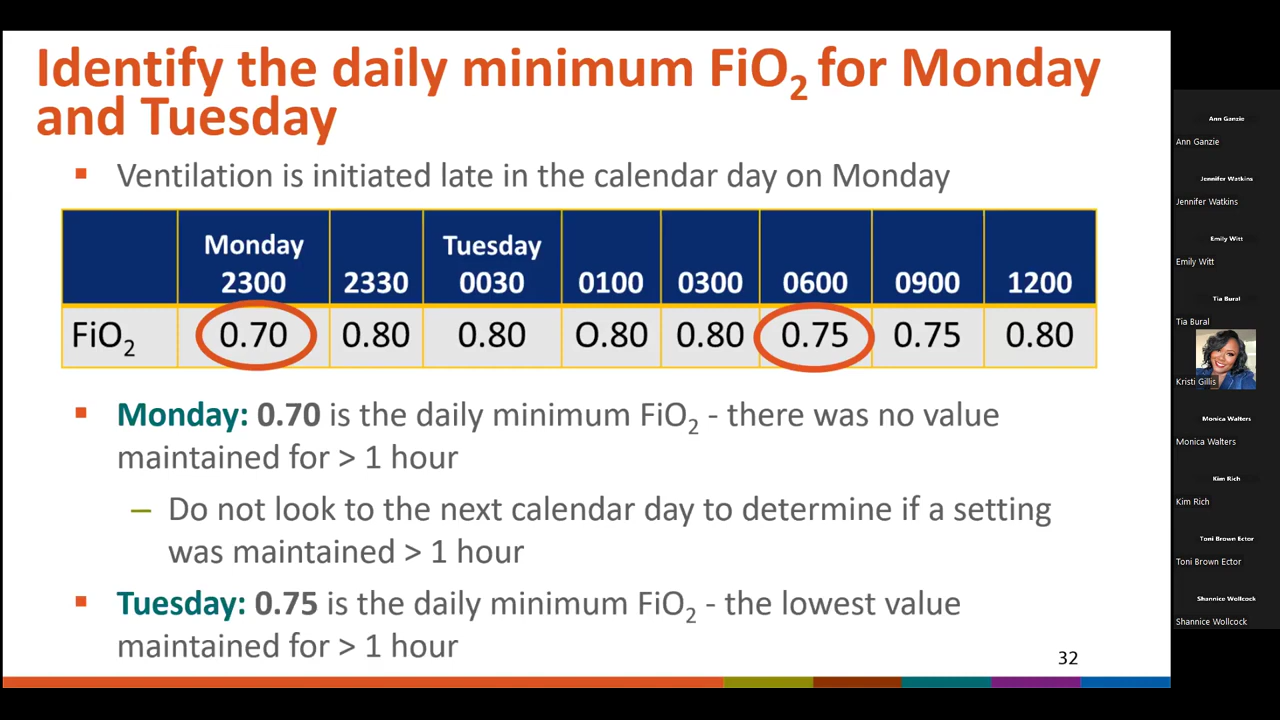 Identify the daily minimum FiO2 for Monday
and Tuesday
▪ Ventilation is initiated late in the calendar day on Monday
Monday 2300 2330 Tuesday 0030 0100 0300 0600 0900 1200
FiO2 0.70 0.80 0.80 O.80 0.80 0.75 0.75 0.80
▪ Monday: 0.70 is the daily minimum FiO2 - there was no value
maintained for > 1 hour
– Do not look to the next calendar day to determine if a setting
was maintained > 1 hour
▪ Tuesday: 0.75 is the daily minimum FiO2 - the lowest value
maintained for > 1 hour
32
Ann Ganzie
Ann Ganzie
Jennifer Watkins
Jennifer Watkins
Emily Witt
Emily Witt
Tia Bural
Tia Bural
Kristi Gillis
Monica Walters
Monica Walters
Kim Rich
Kim Rich
Toni Brown Ector
Toni Brown Ector
Shannice Wollcock
Shannice Wollcock